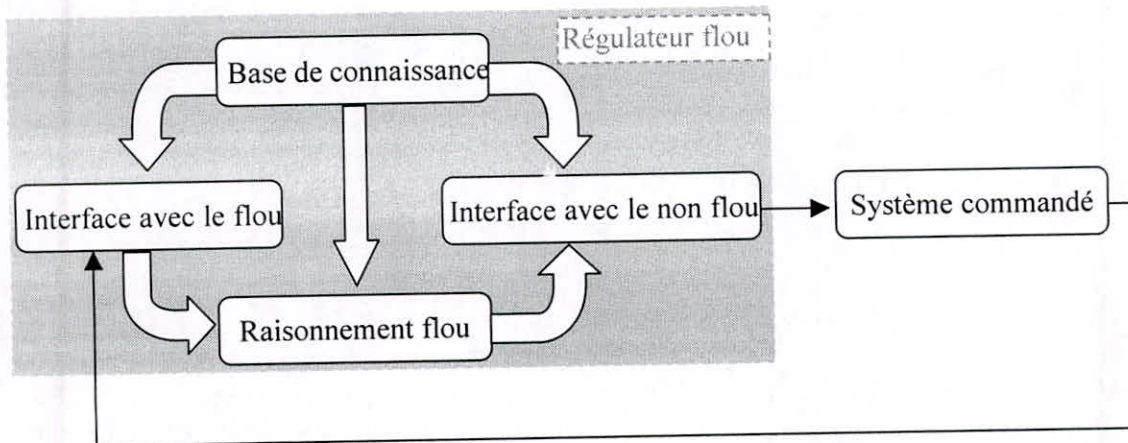 Régulateur flou
Base de connaissance
Interface avec le flou
Interface avec le non flou
Système commandé
Raisonnement flou